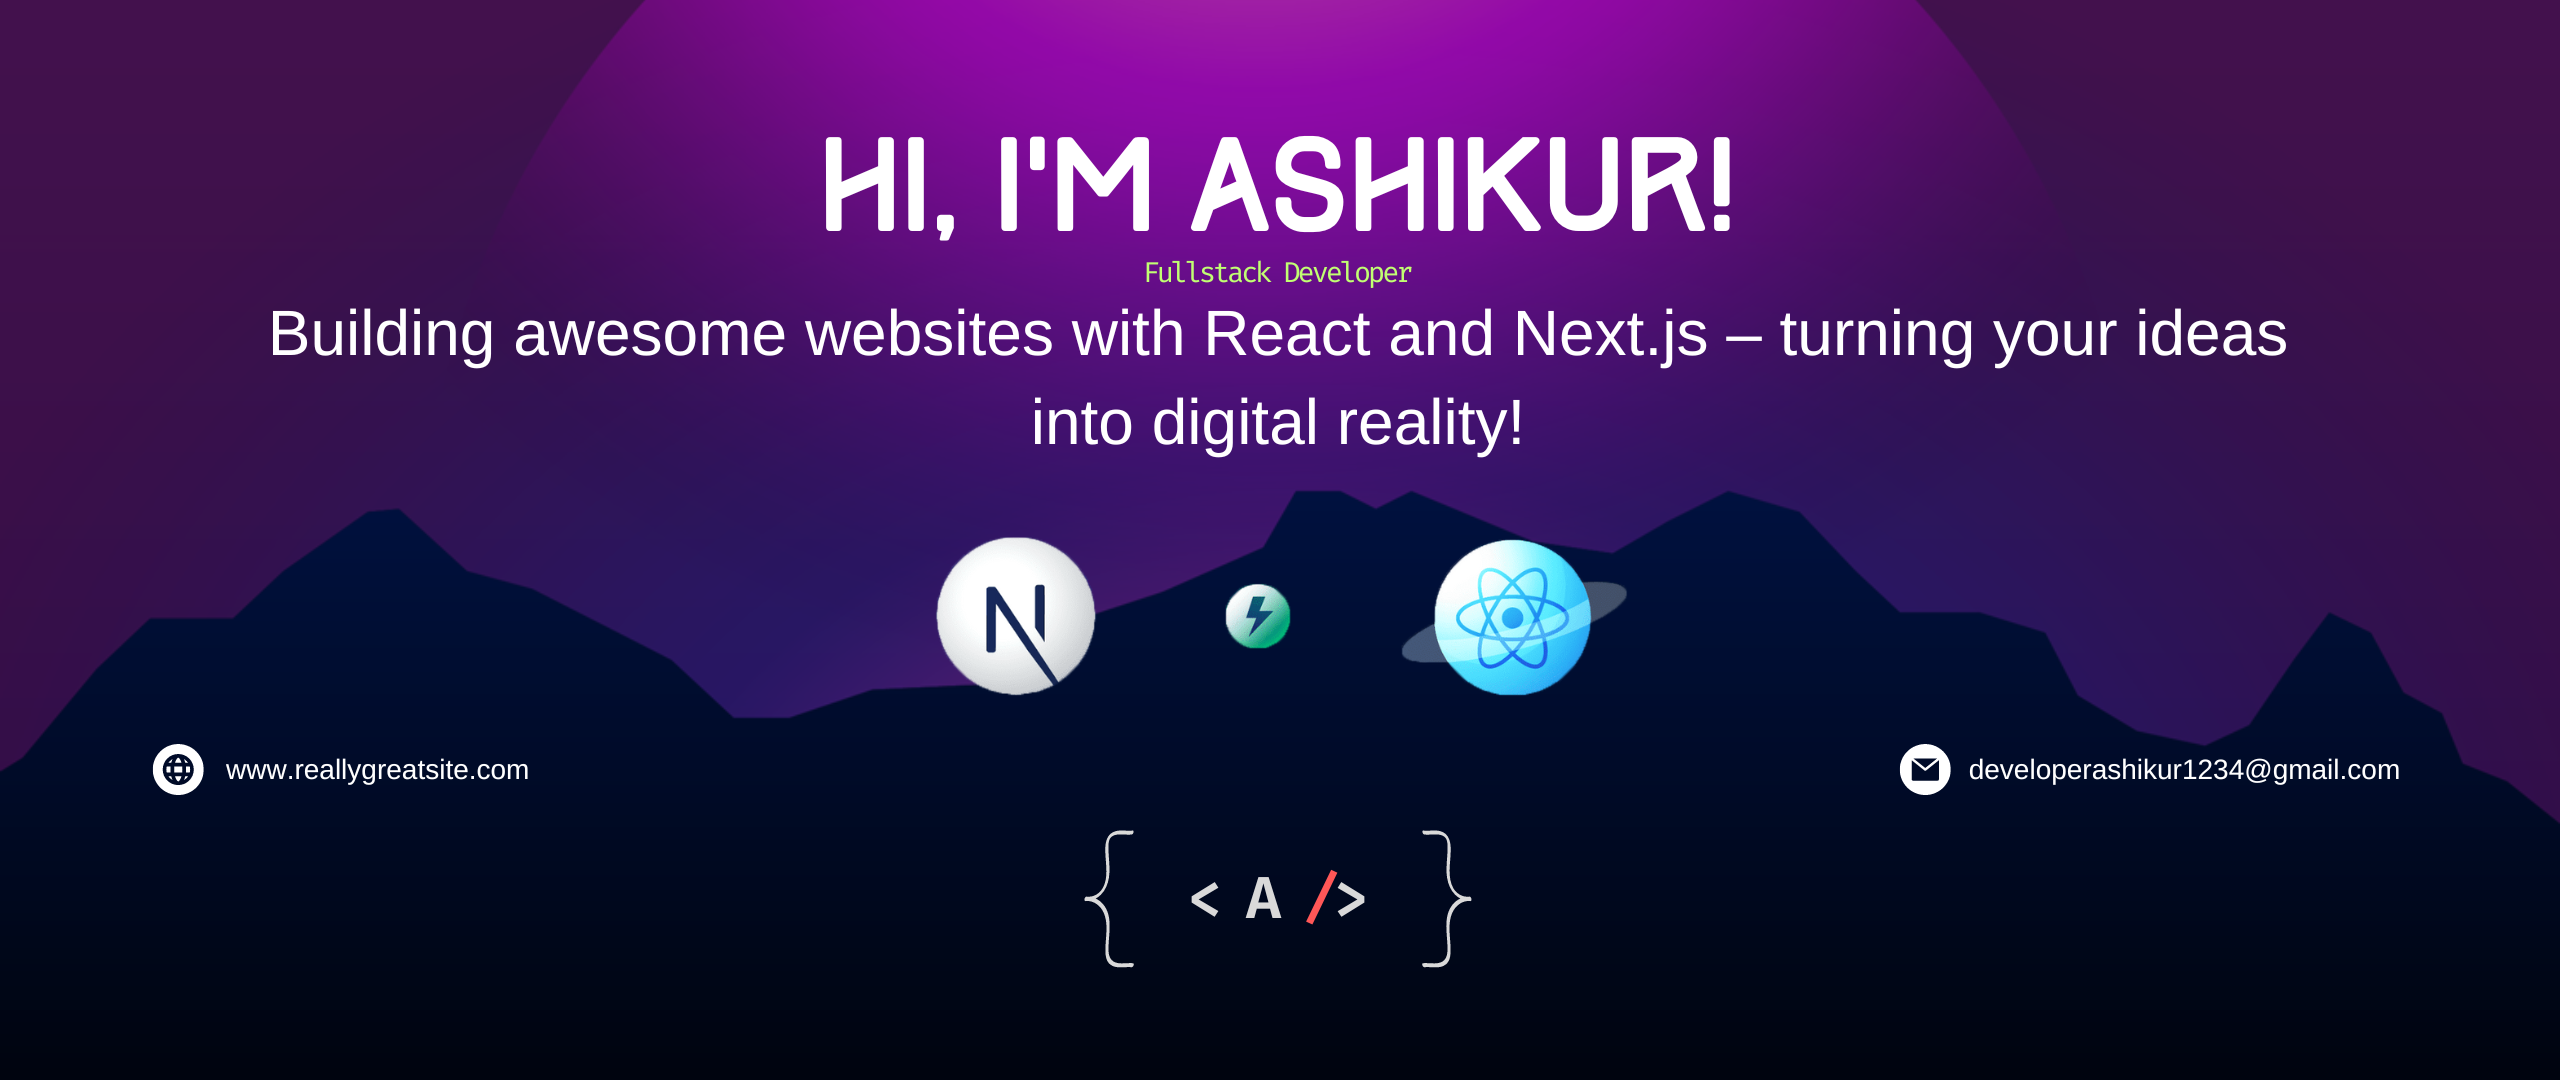 HI, I'M ASHIKUR!
Fullstack Developer
Building awesome websites with React and Next.js – turning your ideas
into digital reality!
N
www.reallygreatsite.com
developerashikur1234@gmail.com
{ < A /> }